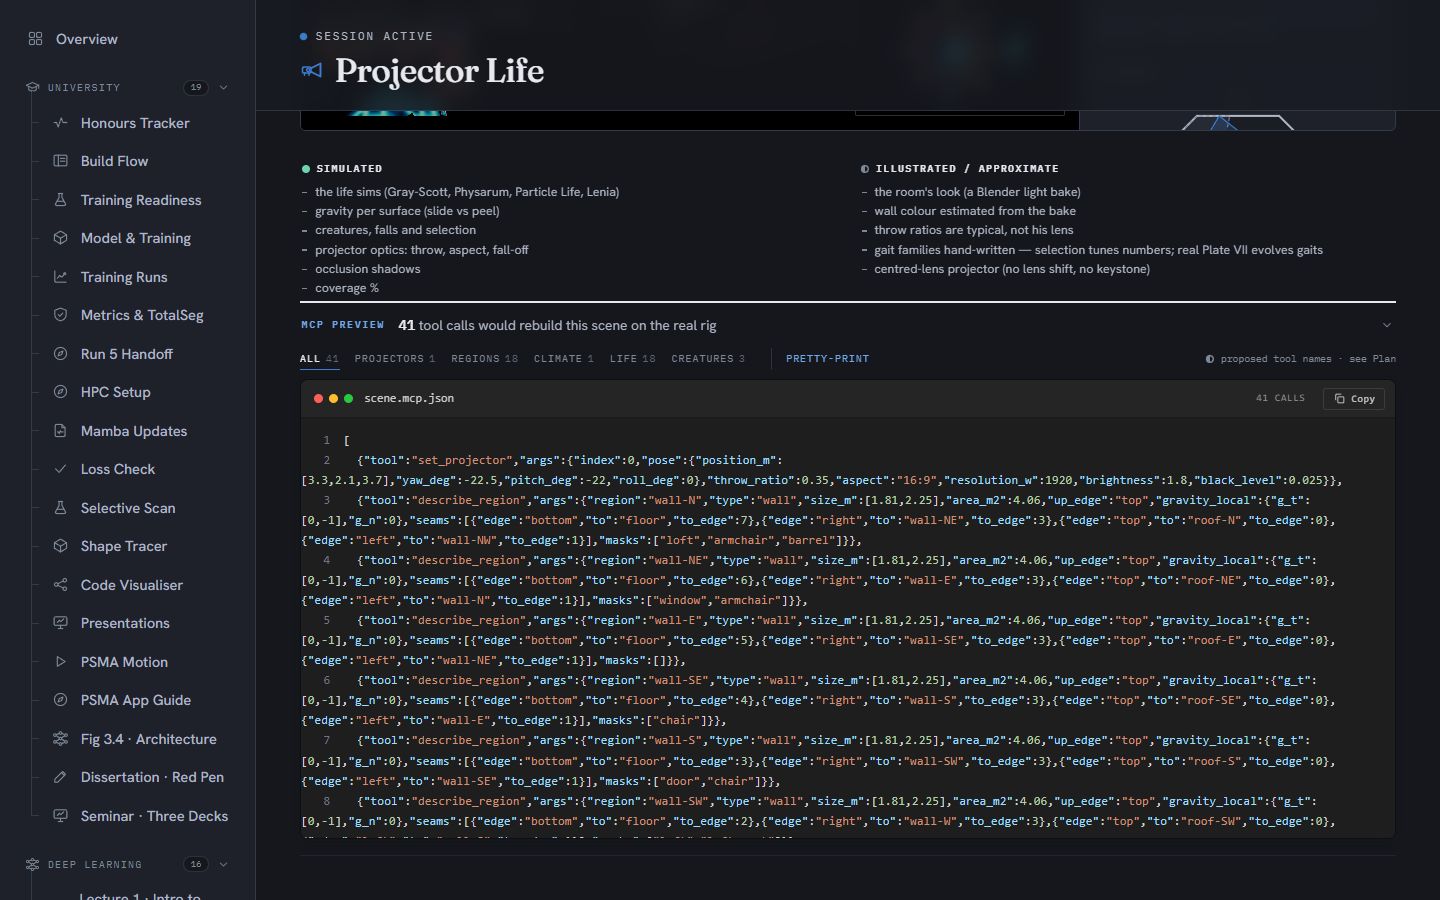 Overview
UNIVERSITY 19
Honours Tracker
Build Flow
Training Readiness
Model & Training
Training Runs
Metrics & TotalSeg
Run 5 Handoff
HPC Setup
Mamba Updates
Loss Check
Selective Scan
Shape Tracer
Code Visualiser
Presentations
PSMA Motion
PSMA App Guide
Fig 3.4 · Architecture
Dissertation · Red Pen
Seminar · Three Decks
DEEP LEARNING 16
Lecture 1 · Intro to
SESSION ACTIVE
Projector Life
SIMULATED
– the life sims (Gray-Scott, Physarum, Particle Life, Lenia)
– gravity per surface (slide vs peel)
– creatures, falls and selection
– projector optics: throw, aspect, fall-off
– occlusion shadows
– coverage %
ILLUSTRATED / APPROXIMATE
– the room's look (a Blender light bake)
– wall colour estimated from the bake
– throw ratios are typical, not his lens
– gait families hand-written — selection tunes numbers; real Plate VII evolves gaits
– centred-lens projector (no lens shift, no keystone)
MCP PREVIEW 41 tool calls would rebuild this scene on the real rig
ALL 41 PROJECTORS 1 REGIONS 18 CLIMATE 1 LIFE 18 CREATURES 3 PRETTY-PRINT proposed tool names · see Plan
scene.mcp.json 41 CALLS Copy
1 [
2 {"tool":"set_projector","args":{"index":0,"pose":{"position_m":
[3.3,2.1,3.7],"yaw_deg":-22.5,"pitch_deg":-22,"roll_deg":0},"throw_ratio":0.35,"aspect":"16:9","resolution_w":1920,"brightness":1.8,"black_level":0.025}},
3 {"tool":"describe_region","args":{"region":"wall-N","type":"wall","size_m":[1.81,2.25],"area_m2":4.06,"up_edge":"top","gravity_local":{"g_t":
[0,-1],"g_n":0},"seams":[{"edge":"bottom","to":"floor","to_edge":7},{"edge":"right","to":"wall-NE","to_edge":3},{"edge":"top","to":"roof-N","to_edge":0},
{"edge":"left","to":"wall-NW","to_edge":1}],"masks":["loft","armchair","barrel"]}},
4 {"tool":"describe_region","args":{"region":"wall-NE","type":"wall","size_m":[1.81,2.25],"area_m2":4.06,"up_edge":"top","gravity_local":{"g_t":
[0,-1],"g_n":0},"seams":[{"edge":"bottom","to":"floor","to_edge":6},{"edge":"right","to":"wall-E","to_edge":3},{"edge":"top","to":"roof-NE","to_edge":0},
{"edge":"left","to":"wall-N","to_edge":1}],"masks":["window","armchair"]}},
5 {"tool":"describe_region","args":{"region":"wall-E","type":"wall","size_m":[1.81,2.25],"area_m2":4.06,"up_edge":"top","gravity_local":{"g_t":
[0,-1],"g_n":0},"seams":[{"edge":"bottom","to":"floor","to_edge":5},{"edge":"right","to":"wall-SE","to_edge":3},{"edge":"top","to":"roof-E","to_edge":0},
{"edge":"left","to":"wall-NE","to_edge":1}],"masks":[]}},
6 {"tool":"describe_region","args":{"region":"wall-SE","type":"wall","size_m":[1.81,2.25],"area_m2":4.06,"up_edge":"top","gravity_local":{"g_t":
[0,-1],"g_n":0},"seams":[{"edge":"bottom","to":"floor","to_edge":4},{"edge":"right","to":"wall-S","to_edge":3},{"edge":"top","to":"roof-SE","to_edge":0},
{"edge":"left","to":"wall-E","to_edge":1}],"masks":["chair"]}},
7 {"tool":"describe_region","args":{"region":"wall-S","type":"wall","size_m":[1.81,2.25],"area_m2":4.06,"up_edge":"top","gravity_local":{"g_t":
[0,-1],"g_n":0},"seams":[{"edge":"bottom","to":"floor","to_edge":3},{"edge":"right","to":"wall-SW","to_edge":3},{"edge":"top","to":"roof-S","to_edge":0},
{"edge":"left","to":"wall-SE","to_edge":1}],"masks":["door","chair"]}},
8 {"tool":"describe_region","args":{"region":"wall-SW","type":"wall","size_m":[1.81,2.25],"area_m2":4.06,"up_edge":"top","gravity_local":{"g_t":
[0,-1],"g_n":0},"seams":[{"edge":"bottom","to":"floor","to_edge":2},{"edge":"right","to":"wall-W","to_edge":3},{"edge":"top","to":"roof-SW","to_edge":0},